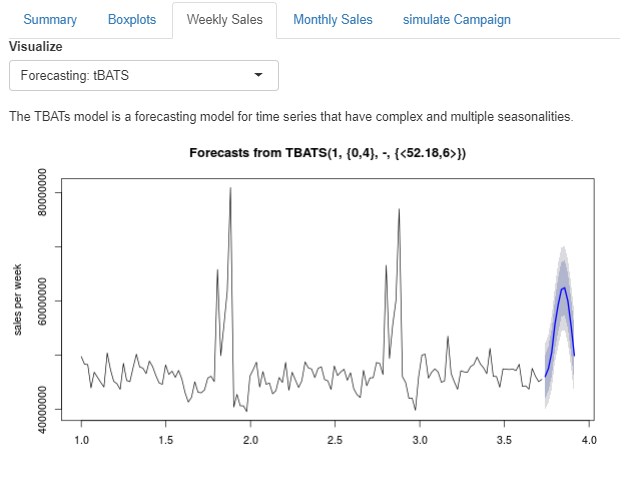 Summary Boxplots Weekly Sales Monthly Sales simulate Campaign
Visualize
Forecasting: tBATS
The TBATs model is a forecasting model for time series that have complex and multiple seasonalities.
Forecasts from TBATS(1, {0,4}, -, {<52.18,6>})
sales per week
80000000
60000000
40000000
1.0 1.5 2.0 2.5 3.0 3.5 4.0